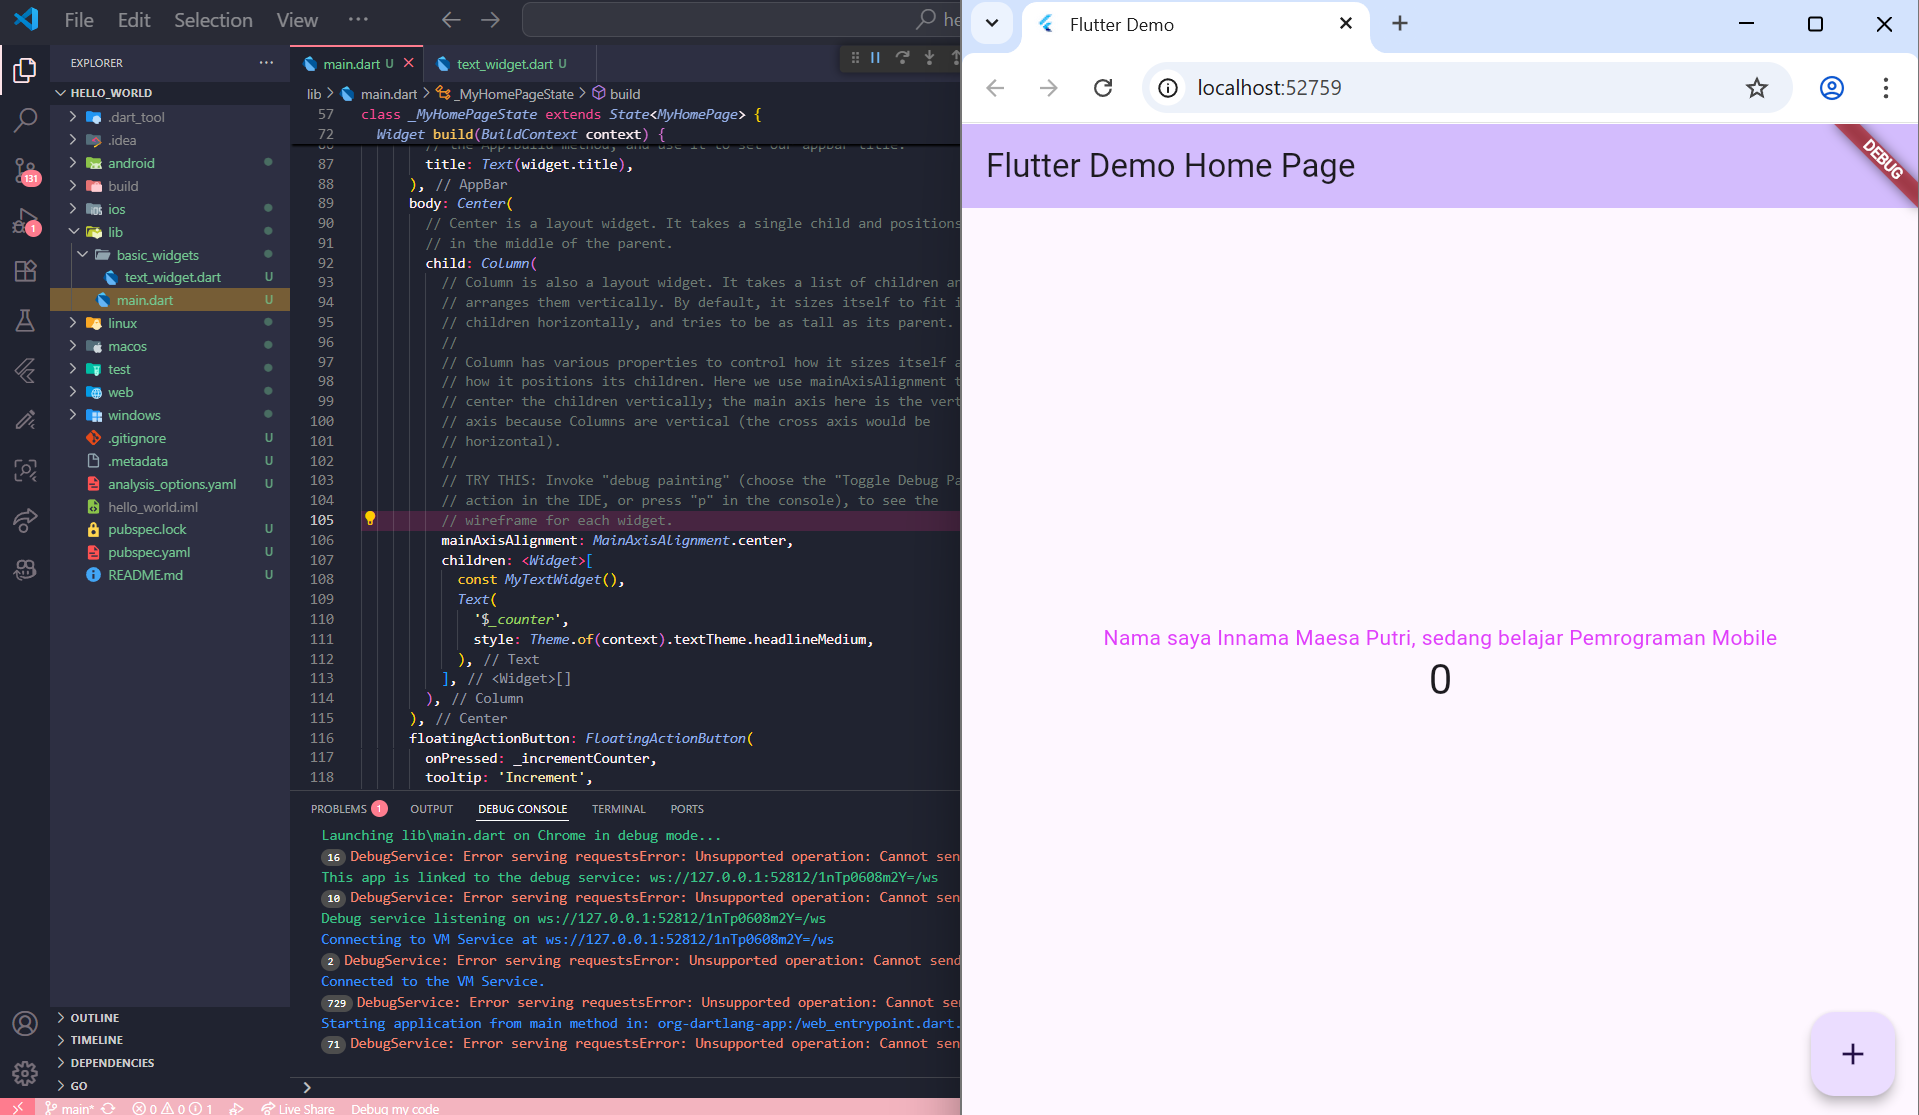 File Edit Selection View ···
EXPLORER ···
HELLO_WORLD
.dart_tool
.idea
android
build
ios
lib
basic_widgets
text_widget.dart U
main.dart U
linux
macos
test
web
windows
.gitignore U
.metadata U
analysis_options.yaml U
hello_world.iml
pubspec.lock U
pubspec.yaml U
README.md U
131
1
OUTLINE
TIMELINE
DEPENDENCIES
GO
main.dart U text_widget.dart U
lib > main.dart > _MyHomePageState > build
57 class _MyHomePageState extends State<MyHomePage> {
72 Widget build(BuildContext context) {
// the App.build method, and use it to set our appbar title.
87 title: Text(widget.title),
88 ), // AppBar
89 body: Center(
90 // Center is a layout widget. It takes a single child and positions
91 // in the middle of the parent.
92 child: Column(
93 // Column is also a layout widget. It takes a list of children an
94 // arranges them vertically. By default, it sizes itself to fit i
95 // children horizontally, and tries to be as tall as its parent.
96 //
97 // Column has various properties to control how it sizes itself a
98 // how it positions its children. Here we use mainAxisAlignment t
99 // center the children vertically; the main axis here is the vert
100 // axis because Columns are vertical (the cross axis would be
101 // horizontal).
102 //
103 // TRY THIS: Invoke "debug painting" (choose the "Toggle Debug Pa
104 // action in the IDE, or press "p" in the console), to see the
105 // wireframe for each widget.
106 mainAxisAlignment: MainAxisAlignment.center,
107 children: <Widget>[
108 const MyTextWidget(),
109 Text(
110 '$_counter',
111 style: Theme.of(context).textTheme.headlineMedium,
112 ), // Text
113 ], // <Widget>[]
114 ), // Column
115 ), // Center
116 floatingActionButton: FloatingActionButton(
117 onPressed: _incrementCounter,
118 tooltip: 'Increment',
PROBLEMS 1 OUTPUT DEBUG CONSOLE TERMINAL PORTS
Launching lib\main.dart on Chrome in debug mode...
16 DebugService: Error serving requestsError: Unsupported operation: Cannot sen
This app is linked to the debug service: ws://127.0.0.1:52812/1nTp0608m2Y=/ws
10 DebugService: Error serving requestsError: Unsupported operation: Cannot sen
Debug service listening on ws://127.0.0.1:52812/1nTp0608m2Y=/ws
Connecting to VM Service at ws://127.0.0.1:52812/1nTp0608m2Y=/ws
2 DebugService: Error serving requestsError: Unsupported operation: Cannot send
Connected to the VM Service.
729 DebugService: Error serving requestsError: Unsupported operation: Cannot se
Starting application from main method in: org-dartlang-app:/web_entrypoint.dart.
71 DebugService: Error serving requestsError: Unsupported operation: Cannot sen
main* 0 0 1 Live Share Debug my code
Flutter Demo
localhost:52759
Flutter Demo Home Page
DEBUG
Nama saya Innama Maesa Putri, sedang belajar Pemrograman Mobile
0
+